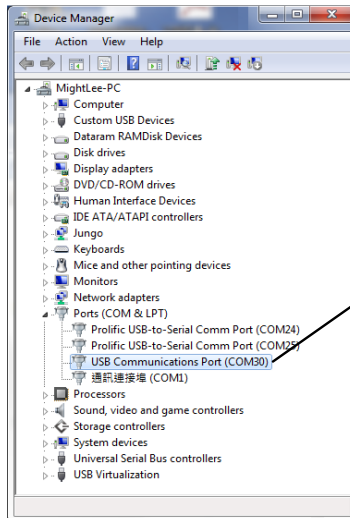 Device Manager
File Action View Help
MightLee-PC
Computer
Custom USB Devices
Dataram RAMDisk Devices
Disk drives
Display adapters
DVD/CD-ROM drives
Human Interface Devices
IDE ATA/ATAPI controllers
Jungo
Keyboards
Mice and other pointing devices
Monitors
Network adapters
Ports (COM & LPT)
Prolific USB-to-Serial Comm Port (COM24)
Prolific USB-to-Serial Comm Port (COM25)
USB Communications Port (COM30)
通訊連接埠 (COM1)
Processors
Sound, video and game controllers
Storage controllers
System devices
Universal Serial Bus controllers
USB Virtualization